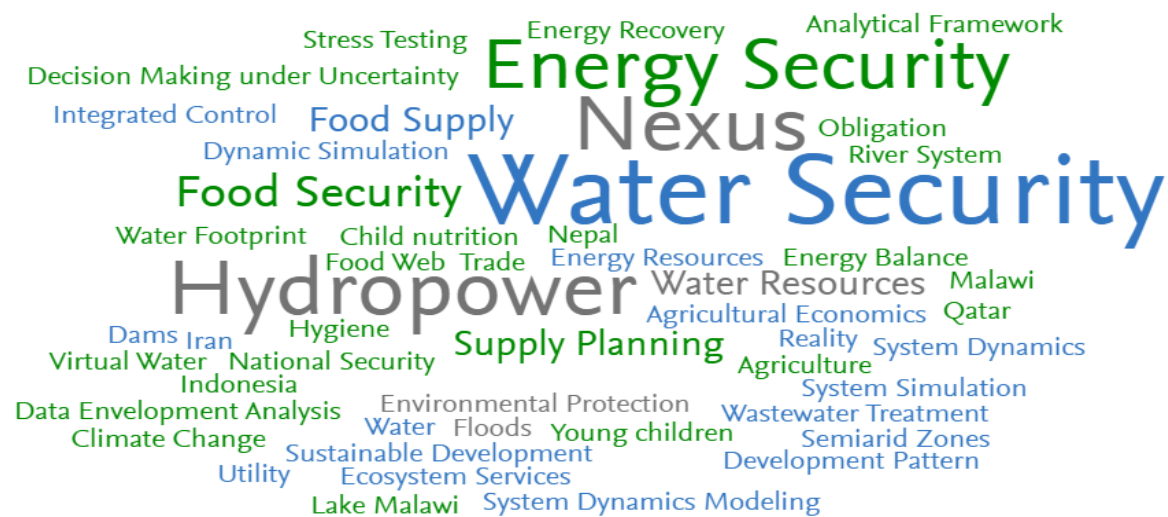 Stress Testing
Energy Recovery
Analytical Framework
Decision Making under Uncertainty
Energy Security
Integrated Control
Food Supply
Nexus
Obligation
Dynamic Simulation
River System
Food Security
Water Security
Water Footprint
Child nutrition
Nepal
Food Web
Trade
Energy Resources
Energy Balance
Hydropower
Water Resources
Malawi
Agricultural Economics
Qatar
Dams
Iran
Hygiene
Supply Planning
Reality
System Dynamics
Virtual Water
National Security
Agriculture
Indonesia
System Simulation
Data Envelopment Analysis
Environmental Protection
Wastewater Treatment
Climate Change
Water
Floods
Young children
Semiarid Zones
Sustainable Development
Development Pattern
Utility
Ecosystem Services
Lake Malawi
System Dynamics Modeling